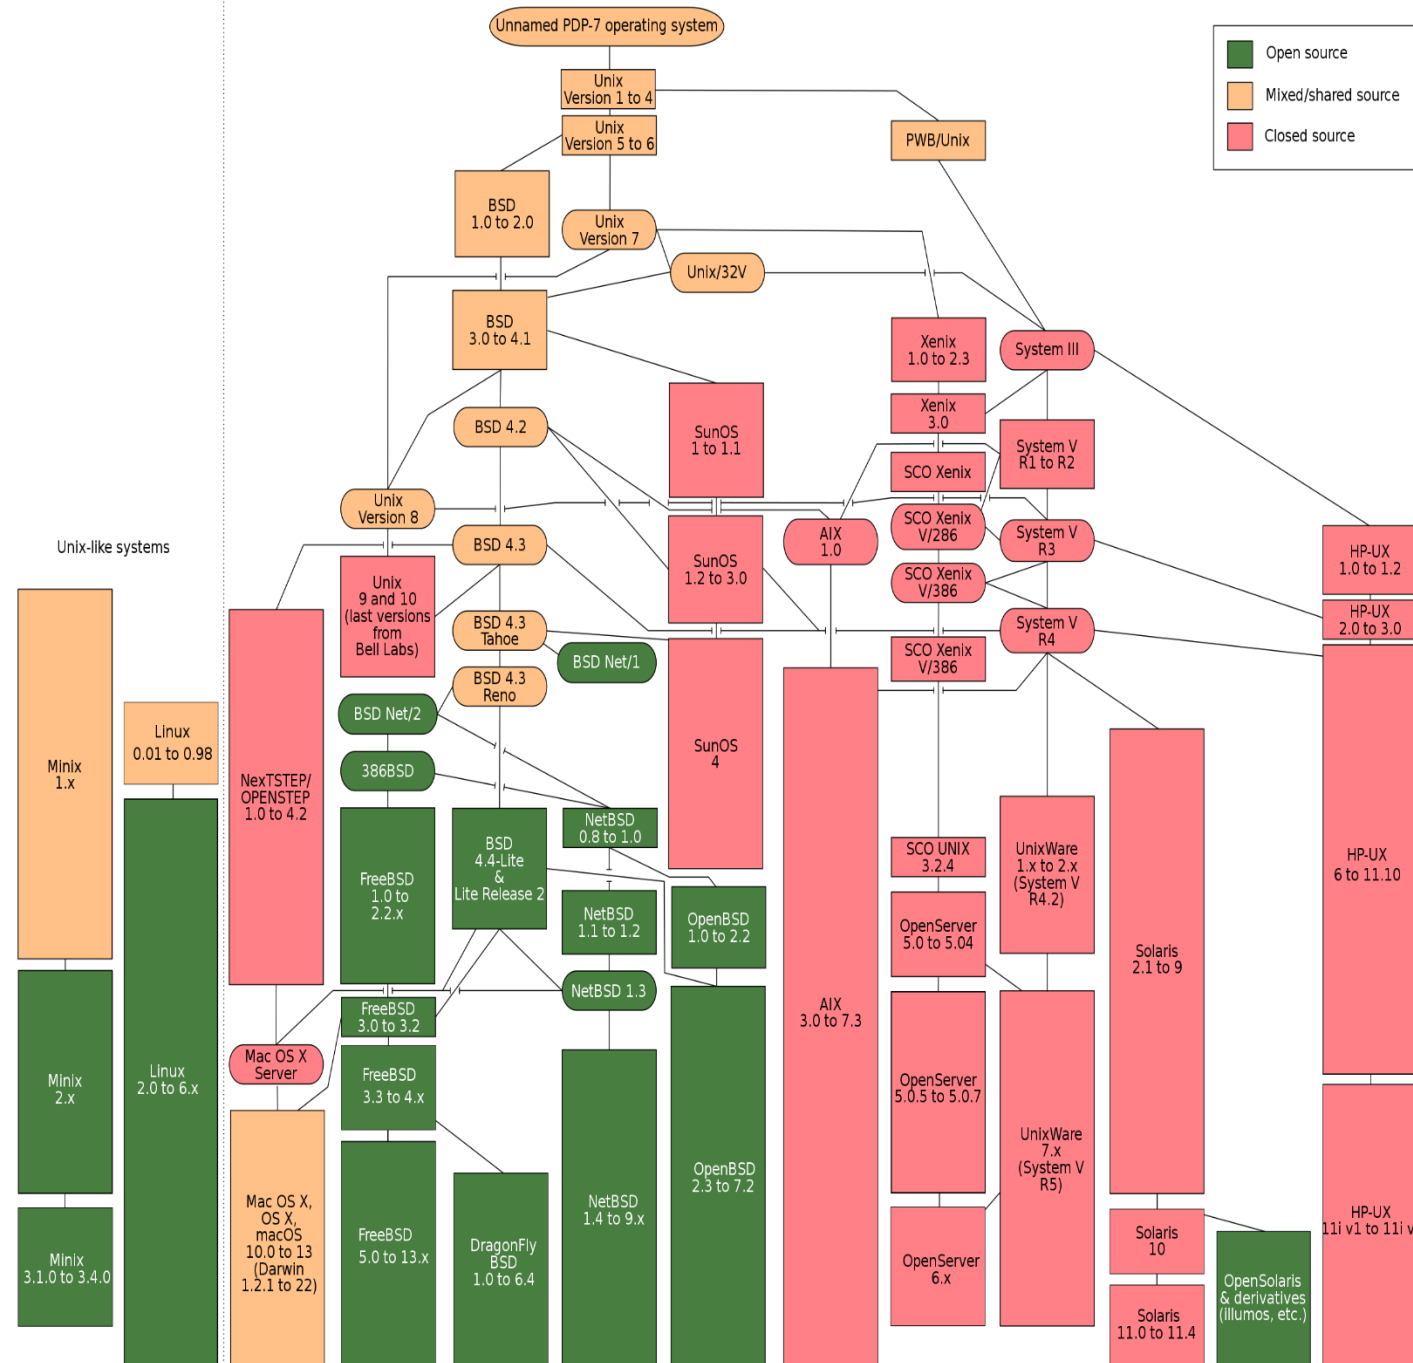 Unnamed PDP-7 operating system
Open source
Mixed/shared source
Closed source
Unix
Version 1 to 4
Unix
Version 5 to 6
PWB/Unix
BSD
1.0 to 2.0
Unix
Version 7
Unix/32V
BSD
3.0 to 4.1
Xenix
1.0 to 2.3
System III
Xenix
3.0
SunOS
1 to 1.1
BSD 4.2
System V
R1 to R2
SCO Xenix
Unix
Version 8
SCO Xenix
V/286
AIX
1.0
System V
R3
BSD 4.3
Unix-like systems
SunOS
1.2 to 3.0
HP-UX
1.0 to 1.2
SCO Xenix
V/386
Unix
9 and 10
(last versions
from
Bell Labs)
HP-UX
2.0 to 3.0
BSD 4.3
Tahoe
System V
R4
BSD Net/1
SCO Xenix
V/386
BSD 4.3
Reno
BSD Net/2
Linux
0.01 to 0.98
SunOS
4
Minix
1.x
386BSD
NexTSTEP/
OPENSTEP
1.0 to 4.2
NetBSD
0.8 to 1.0
BSD
4.4-Lite
&
Lite Release 2
SCO UNIX
3.2.4
UnixWare
1.x to 2.x
(System V
R4.2)
HP-UX
6 to 11.10
FreeBSD
1.0 to
2.2.x
NetBSD
1.1 to 1.2
OpenBSD
1.0 to 2.2
OpenServer
5.0 to 5.04
Solaris
2.1 to 9
NetBSD 1.3
FreeBSD
3.0 to 3.2
AIX
3.0 to 7.3
Mac OS X
Server
Minix
2.x
Linux
2.0 to 6.x
FreeBSD
3.3 to 4.x
OpenServer
5.0.5 to 5.0.7
UnixWare
7.x
(System V
R5)
OpenBSD
2.3 to 7.2
Mac OS X,
OS X,
macOS
10.0 to 13
(Darwin
1.2.1 to 22)
NetBSD
1.4 to 9.x
HP-UX
11i v1 to 11i v
FreeBSD
5.0 to 13.x
DragonFly
BSD
1.0 to 6.4
Solaris
10
Minix
3.1.0 to 3.4.0
OpenServer
6.x
OpenSolaris
& derivatives
(illumos, etc.)
Solaris
11.0 to 11.4